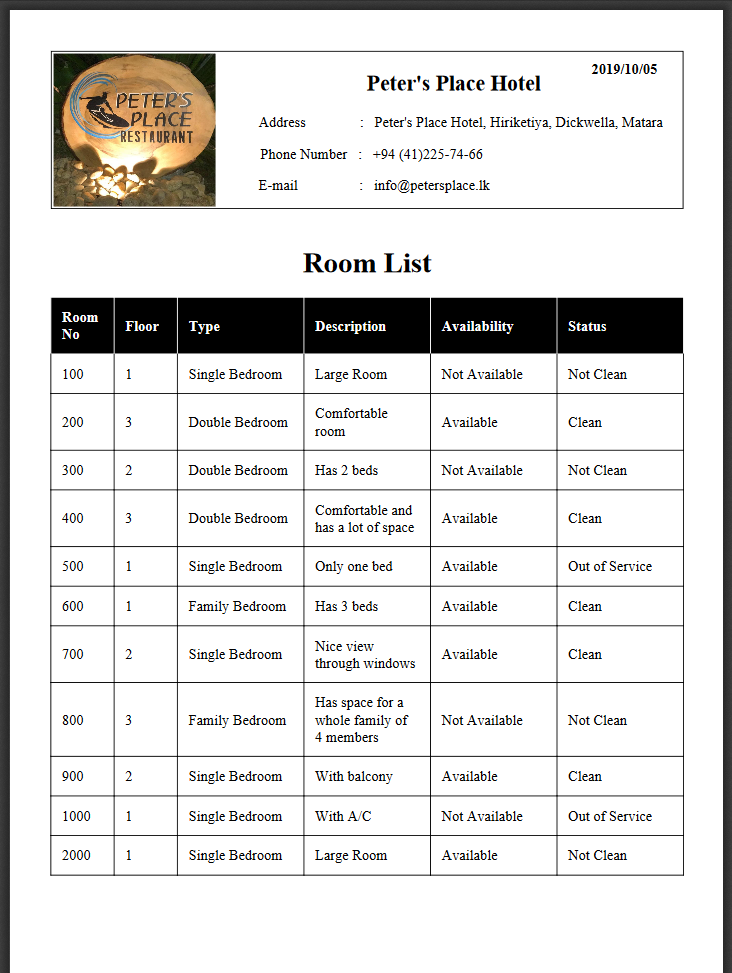 PETER'S
PLACE
RESTAURANT
2019/10/05
Peter's Place Hotel
Address : Peter's Place Hotel, Hiriketiya, Dickwella, Matara
Phone Number : +94 (41)225-74-66
E-mail : info@petersplace.lk
Room List
Room No Floor Type Description Availability Status
100 1 Single Bedroom Large Room Not Available Not Clean
200 3 Double Bedroom Comfortable room Available Clean
300 2 Double Bedroom Has 2 beds Not Available Not Clean
400 3 Double Bedroom Comfortable and has a lot of space Available Clean
500 1 Single Bedroom Only one bed Available Out of Service
600 1 Family Bedroom Has 3 beds Available Clean
700 2 Single Bedroom Nice view through windows Available Clean
800 3 Family Bedroom Has space for a whole family of 4 members Not Available Not Clean
900 2 Single Bedroom With balcony Available Clean
1000 1 Single Bedroom With A/C Not Available Out of Service
2000 1 Single Bedroom Large Room Available Not Clean